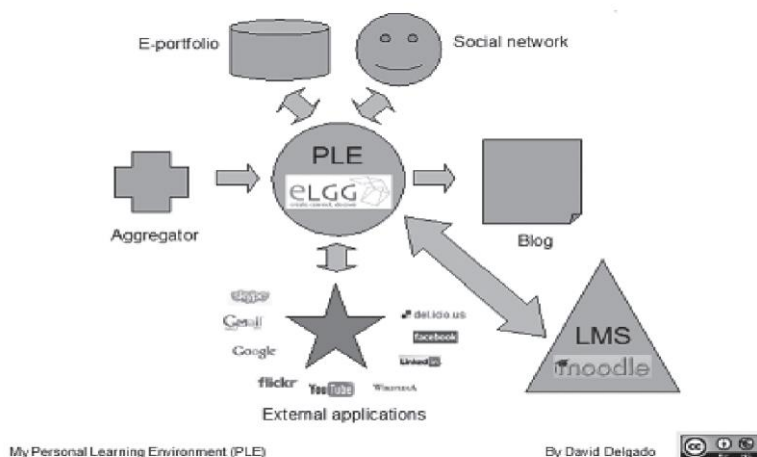 E-portfolio
Social network
PLE
eLGG
Aggregator
Blog
skype
Gmail
Google
flickr
YouTube
del.icio.us
facebook
LinkedIn
External applications
LMS
moodle
My Personal Learning Environment (PLE)
By David Delgado
cc